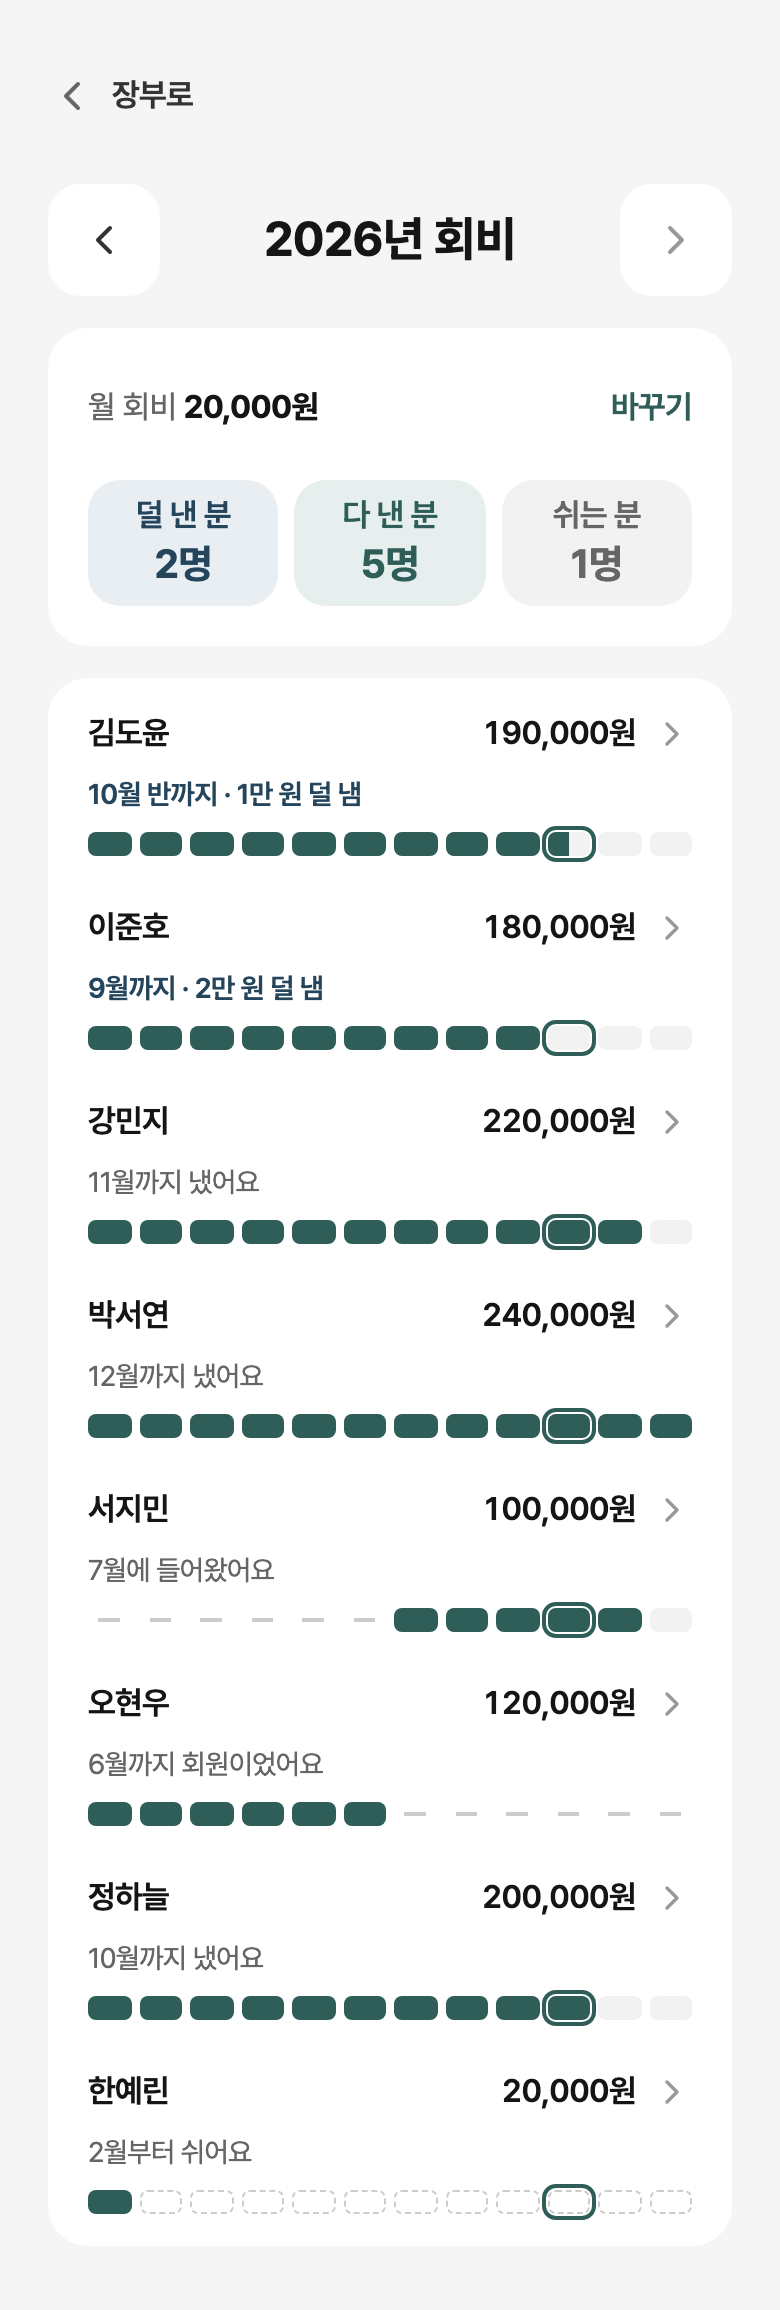 장부로
2026년 회비
월 회비 20,000원 바꾸기
덜 낸 분 다 낸 분 쉬는 분
2명 5명 1명
김도윤 190,000원
10월 반까지 · 1만 원 덜 냄
이준호 180,000원
9월까지 · 2만 원 덜 냄
강민지 220,000원
11월까지 냈어요
박서연 240,000원
12월까지 냈어요
서지민 100,000원
7월에 들어왔어요
오현우 120,000원
6월까지 회원이었어요
정하늘 200,000원
10월까지 냈어요
한예린 20,000원
2월부터 쉬어요